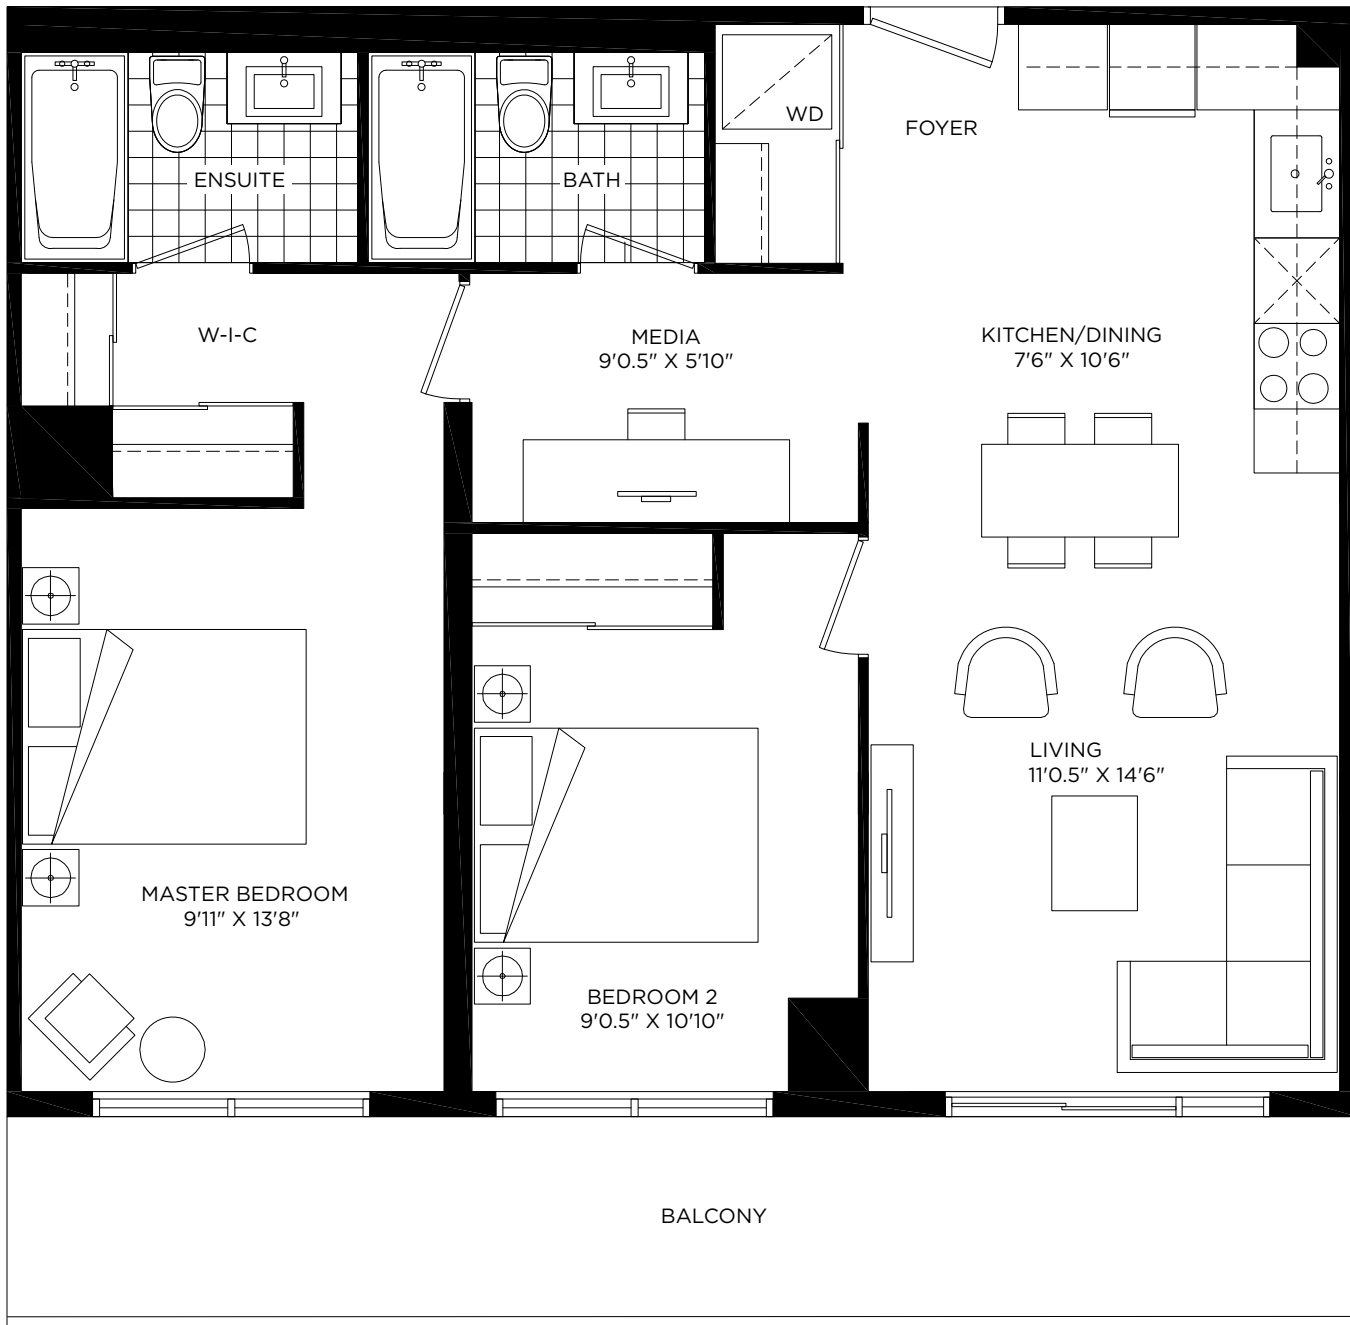 WD
FOYER
ENSUITE
BATH
W-I-C
MEDIA
9'0.5" X 5'10"
KITCHEN/DINING
7'6" X 10'6"
LIVING
11'0.5" X 14'6"
MASTER BEDROOM
9'11" X 13'8"
BEDROOM 2
9'0.5" X 10'10"
BALCONY